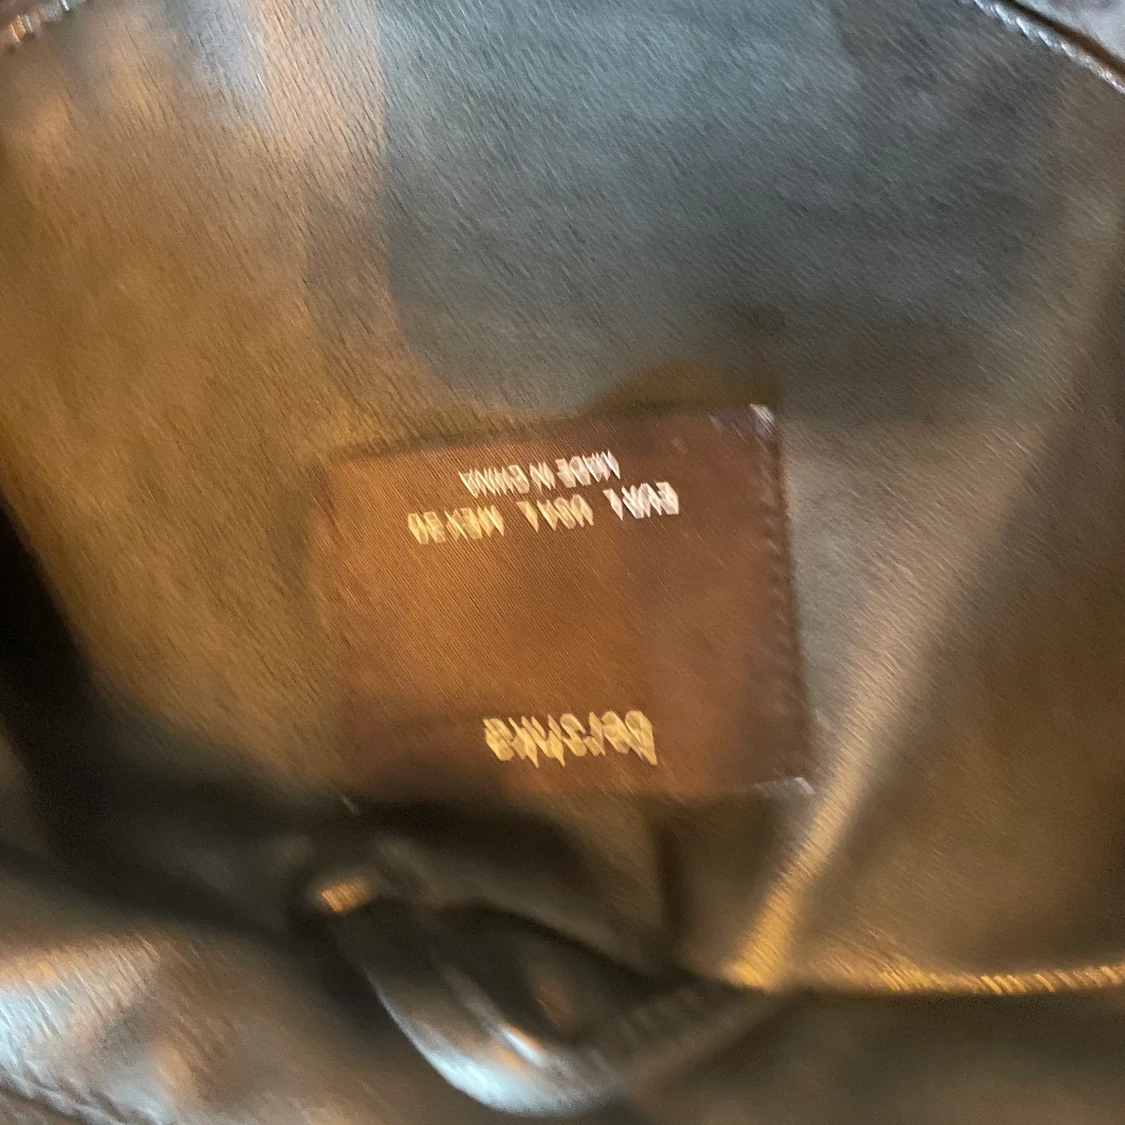 Bershka
EUR L USA L MEX 30
MADE IN CHINA